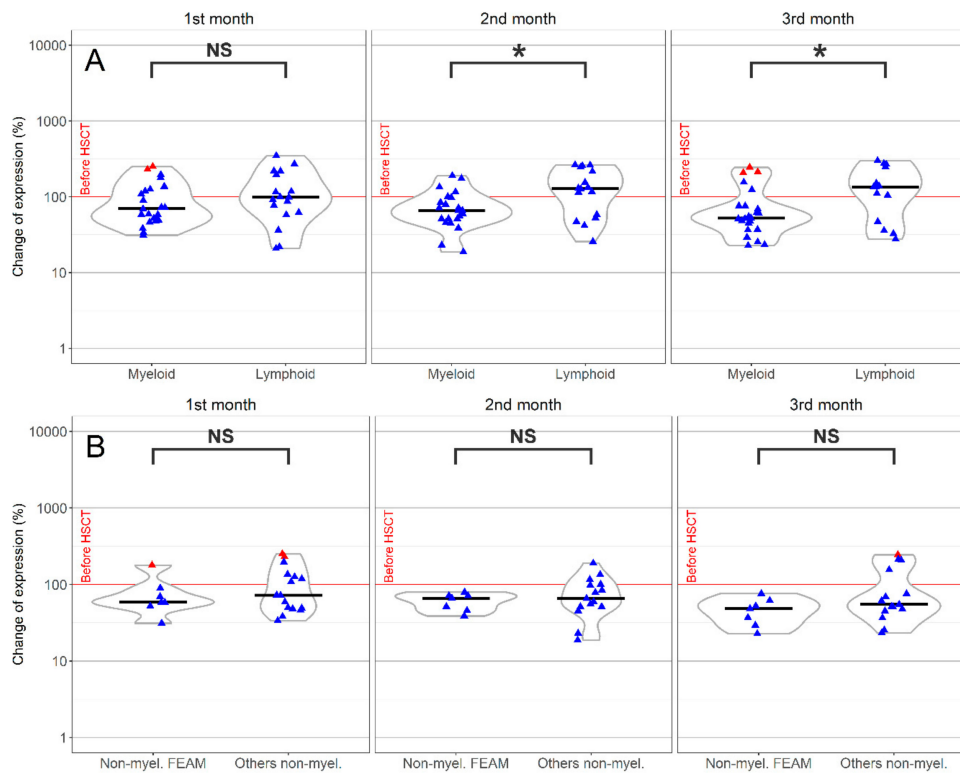 1st month
2nd month
3rd month
A
NS
*
*
10000
1000
100
10
1
Change of expression (%)
Before HSCT
Before HSCT
Before HSCT
Myeloid
Lymphoid
Myeloid
Lymphoid
Myeloid
Lymphoid
1st month
2nd month
3rd month
B
NS
NS
NS
10000
1000
100
10
1
Change of expression (%)
Before HSCT
Before HSCT
Before HSCT
Non-myel. FEAM
Others non-myel.
Non-myel. FEAM
Others non-myel.
Non-myel. FEAM
Others non-myel.